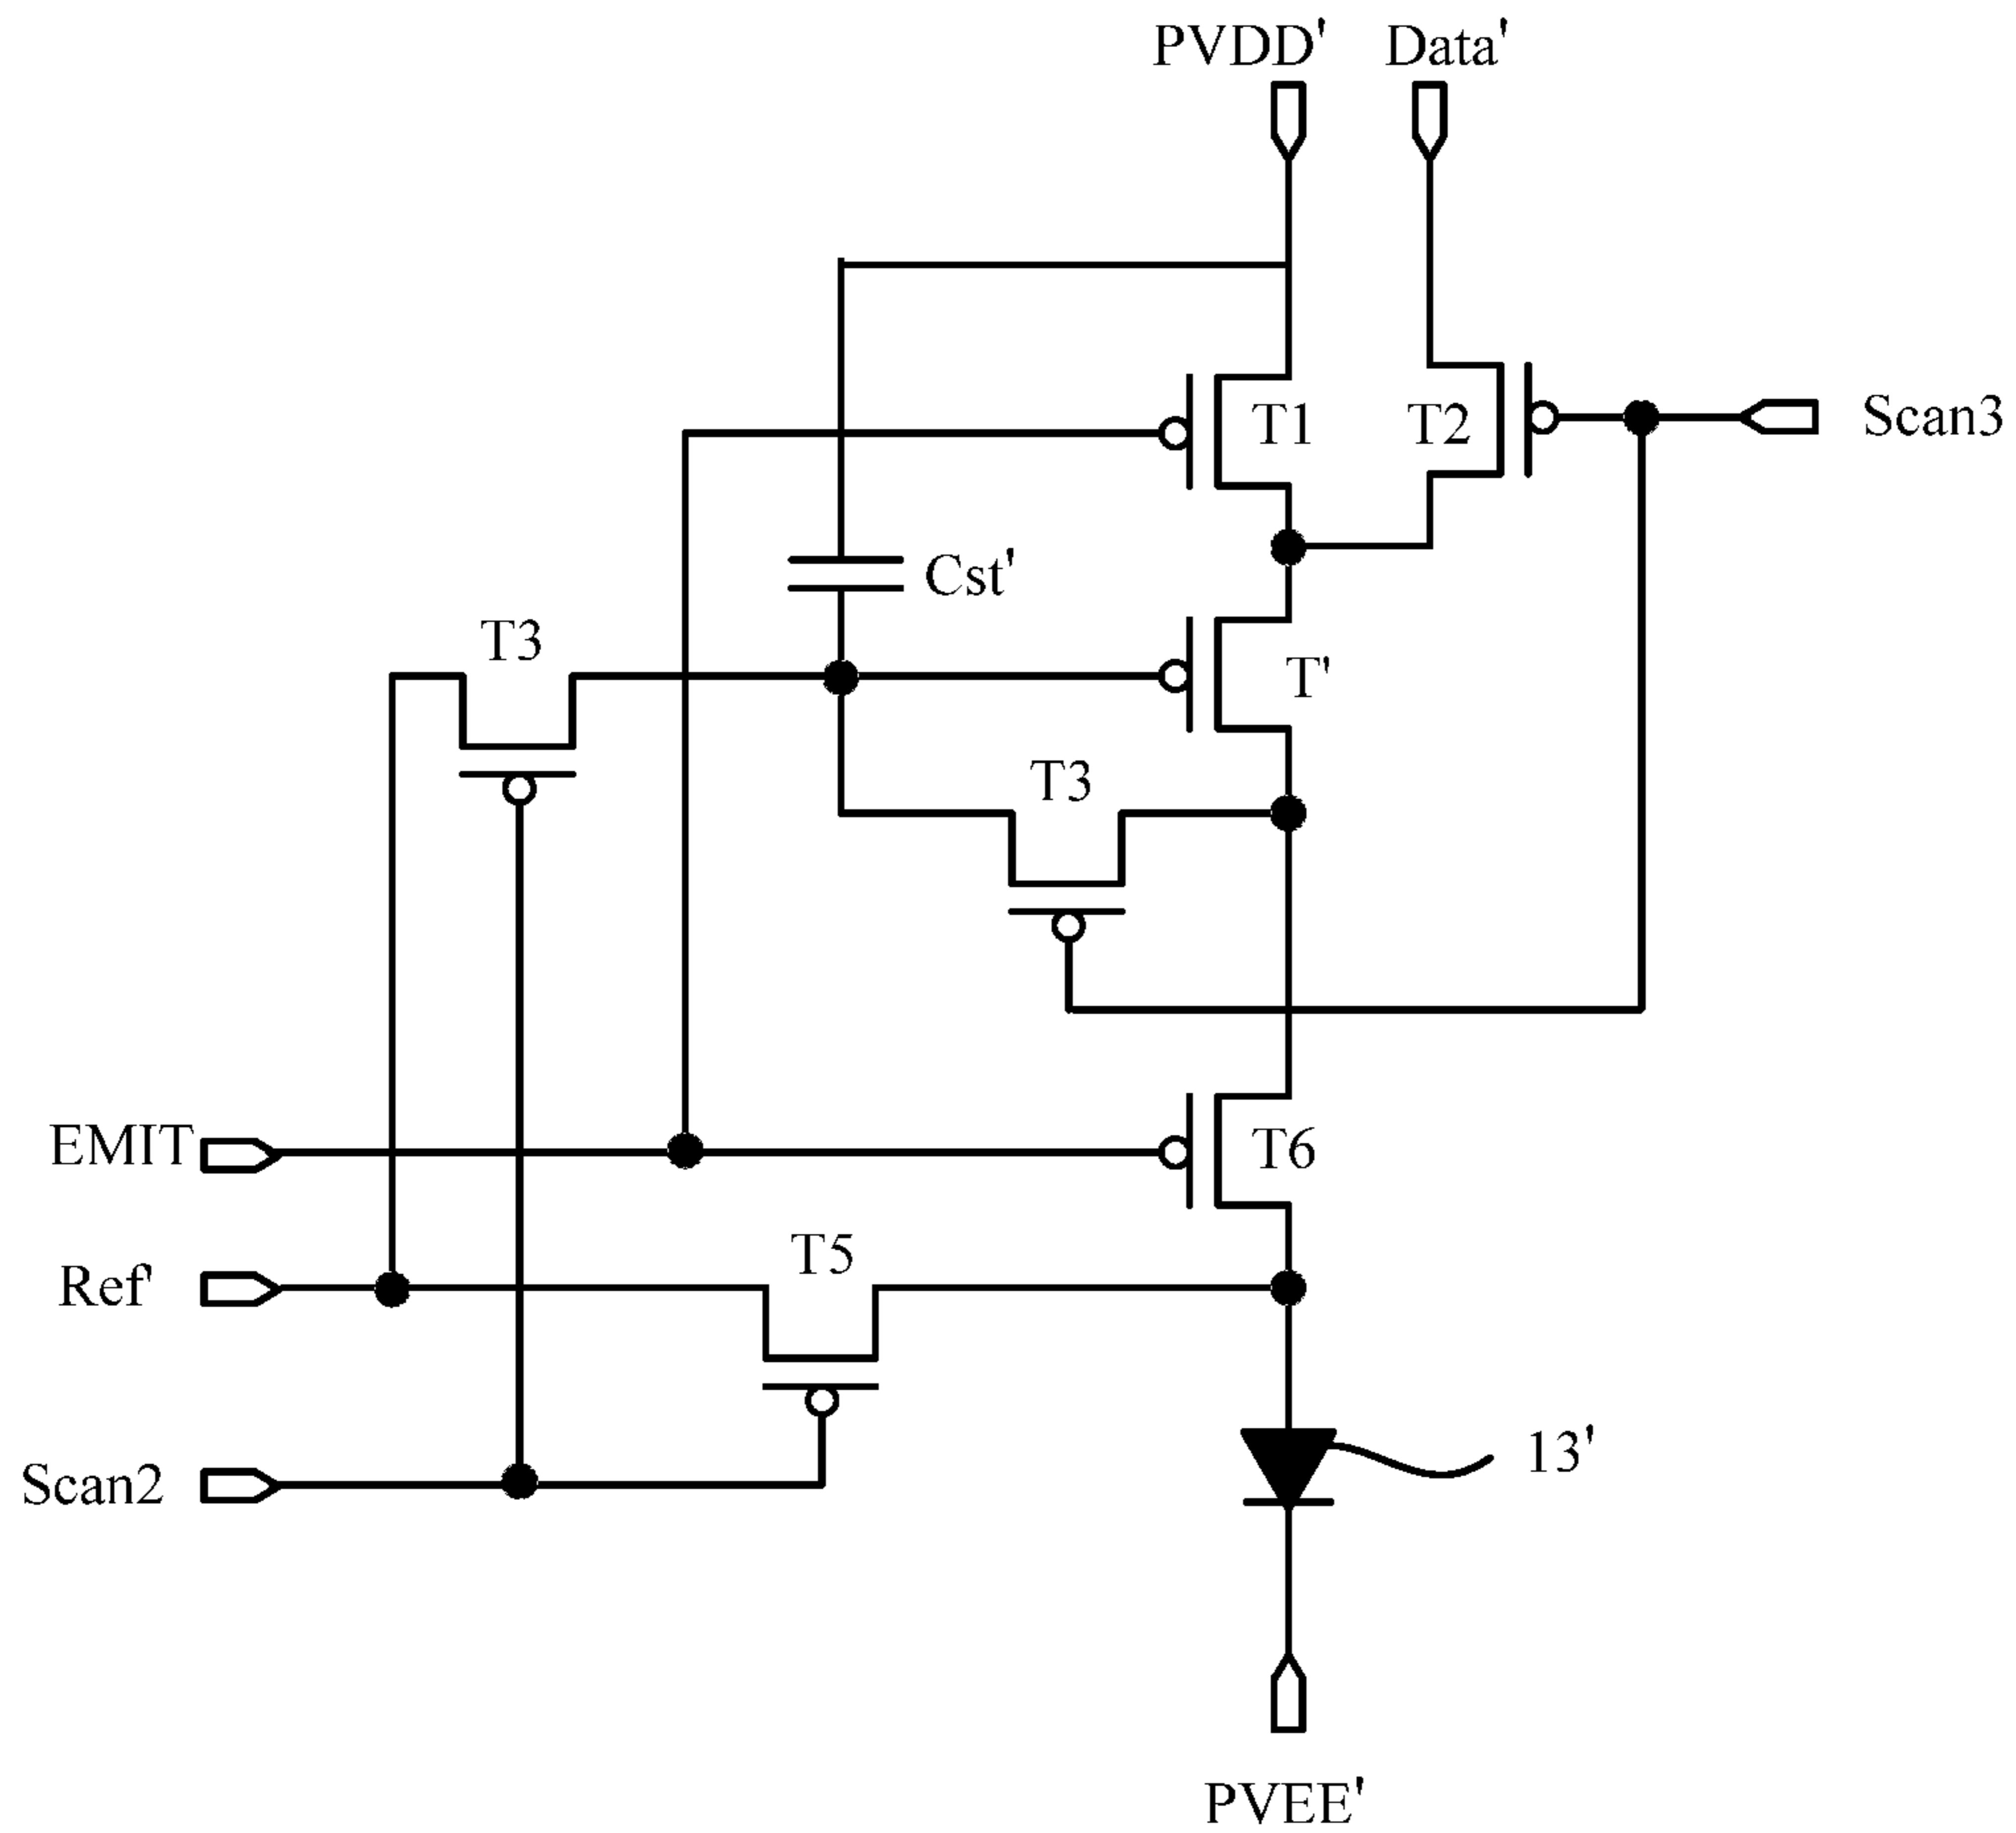 PVDD'
Data'
T1
T2
Scan3
Cst'
T3
T'
T3
EMIT
T6
T5
Ref'
13'
Scan2
PVEE'